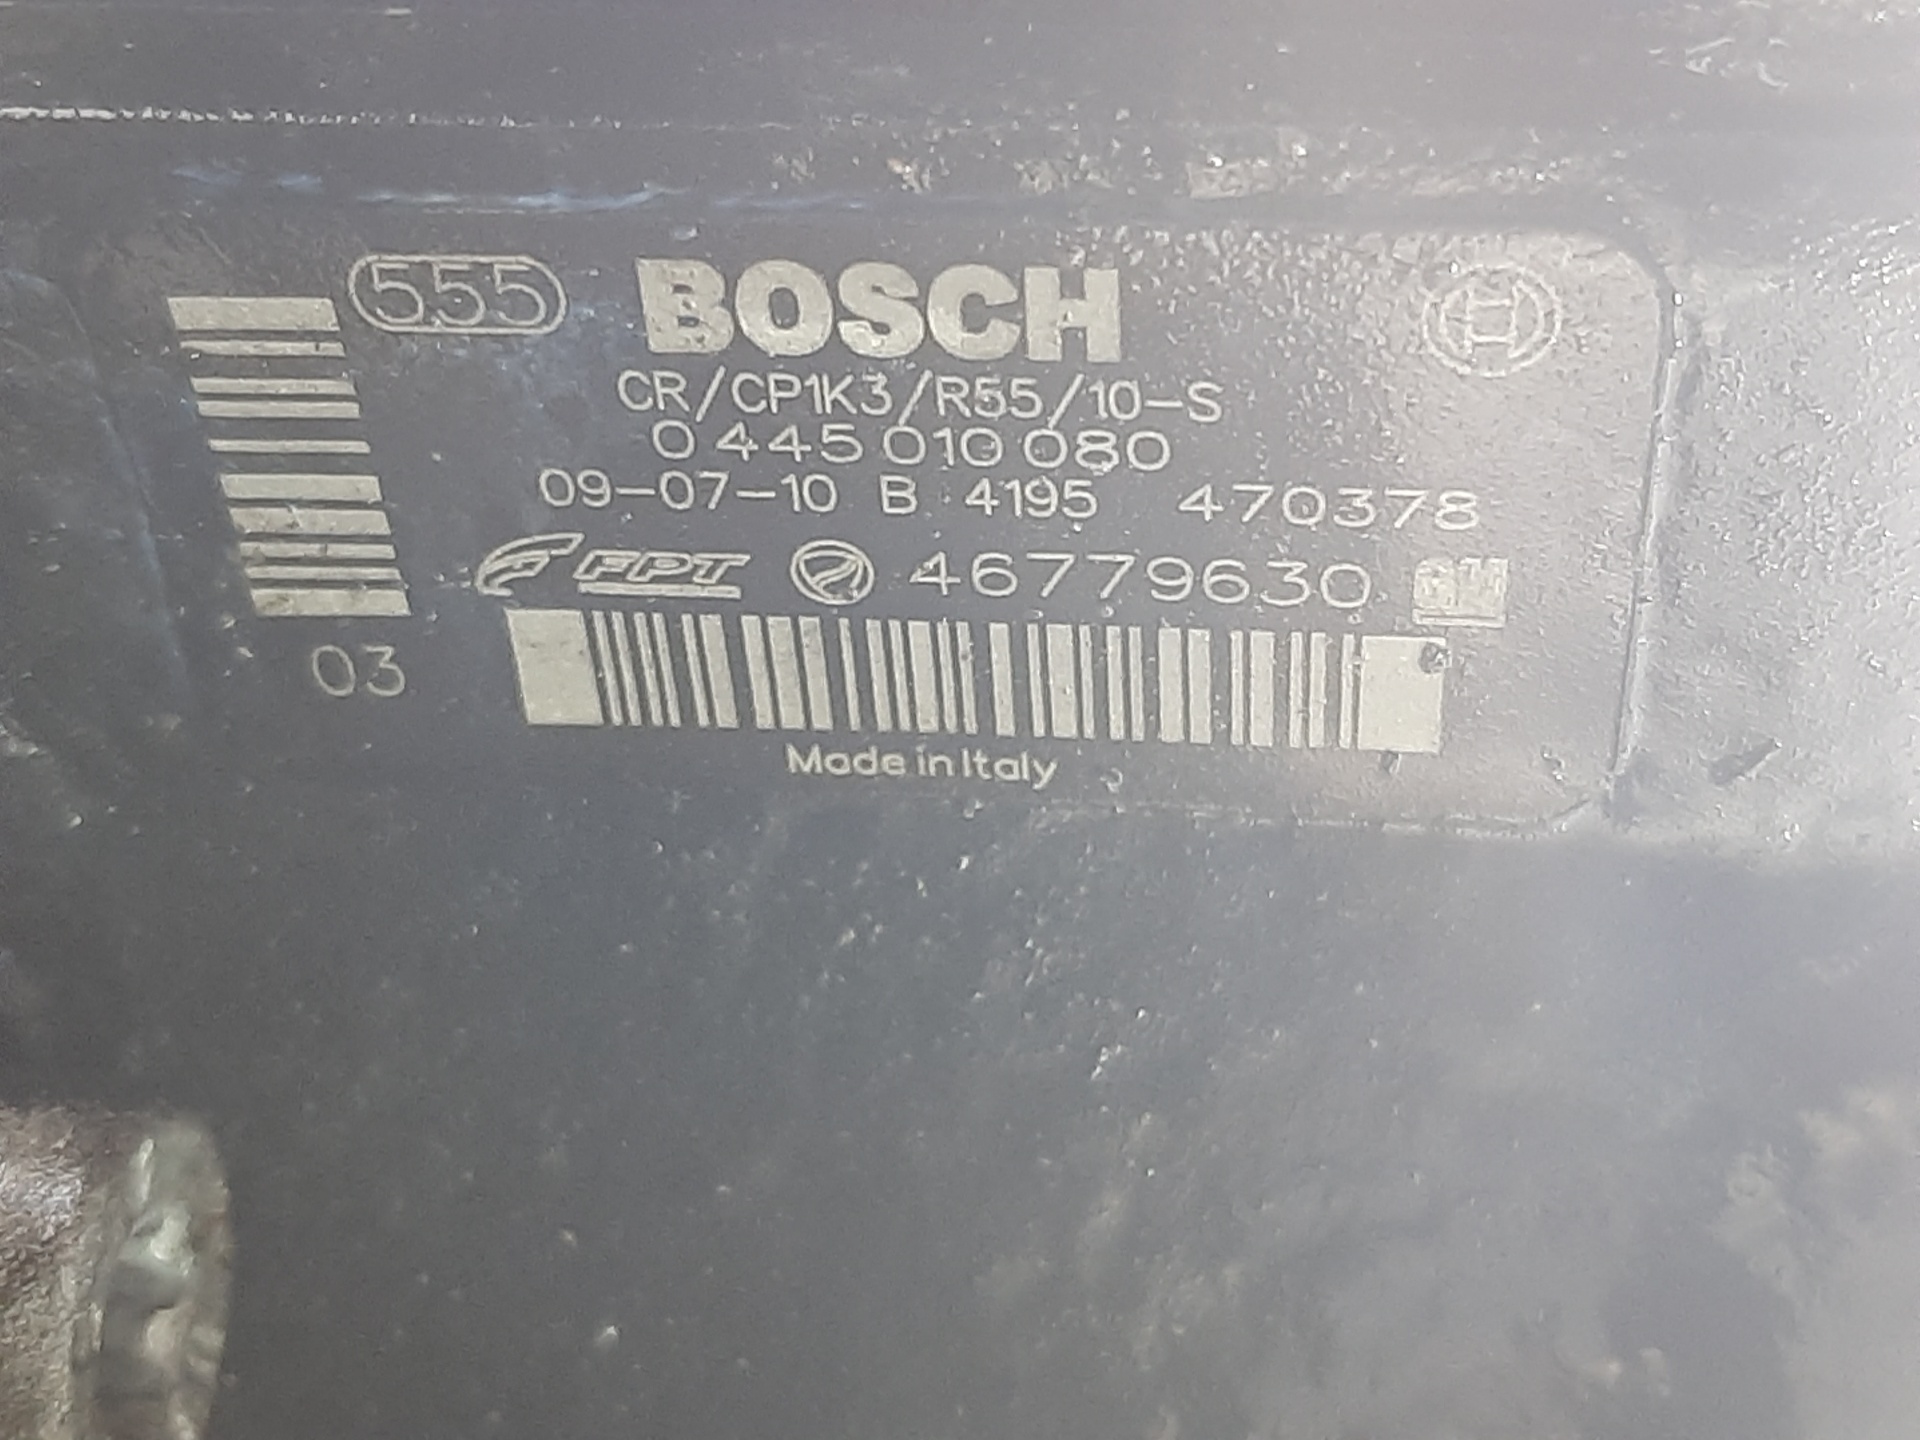 555 BOSCH
CR/CP1K3/R55/10-S
0 445 010 080
09-07-10 B 4195 470378
FPT 46779630 GM
03
Made in Italy